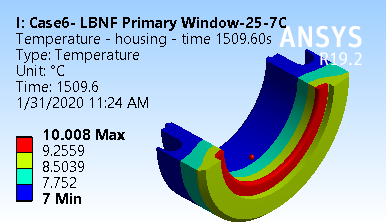 I: Case6- LBNF Primary Window-25-7C
Temperature - housing - time 1509.60s
Type: Temperature
Unit: °C
Time: 1509.6
1/31/2020 11:24 AM
ANSYS
R19.2
10.008 Max
9.2559
8.5039
7.752
7 Min